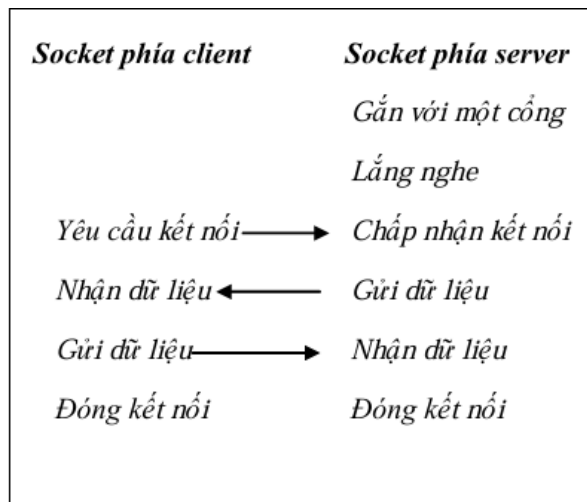 Socket phía client Socket phía server
Gắn với một cổng
Lắng nghe
Yêu cầu kết nối Chấp nhận kết nối
Nhận dữ liệu Gửi dữ liệu
Gửi dữ liệu Nhận dữ liệu
Đóng kết nối Đóng kết nối